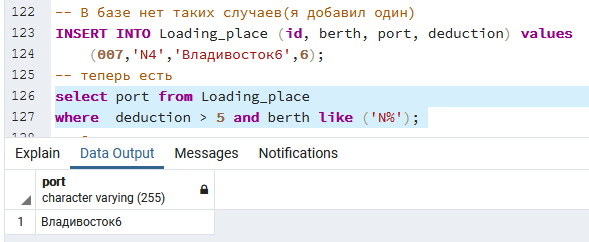 122 -- В базе нет таких случаев(я добавил один)
123 INSERT INTO Loading_place (id, berth, port, deduction) values
124 (007,'N4','Владивосток6',6);
125 -- теперь есть
126 select port from Loading_place
127 where deduction > 5 and berth like ('N%');
Explain Data Output Messages Notifications
port
character varying (255)
1 Владивосток6